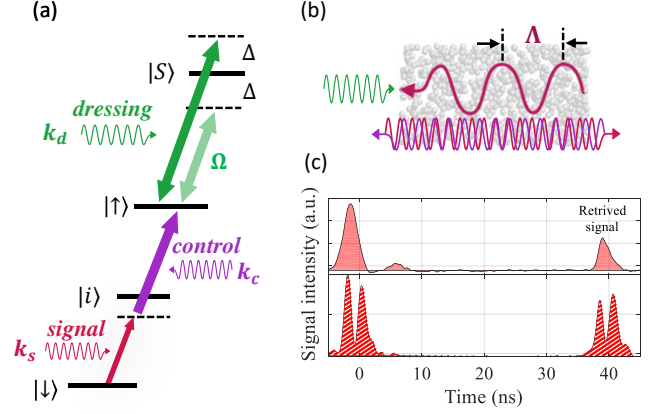 (a)
Δ
|S⟩
Δ
dressing
k_d
Ω
|↑⟩
control
k_c
|i⟩
signal
k_s
|↓⟩
(b)
Λ
(c)
Signal intensity (a.u.)
Retrived
signal
0 10 20 30 40
Time (ns)